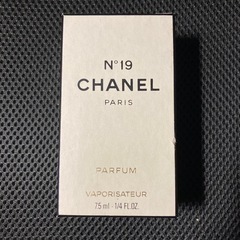 N°19
CHANEL
PARIS
PARFUM
VAPORISATEUR
7,5 ml - 1/4 FL. OZ.